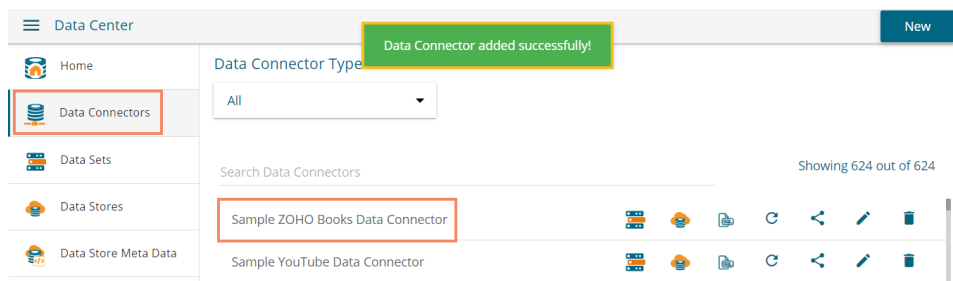 Data Center
Data Connector added successfully!
New
Home
Data Connector Type
Data Connectors
All
Data Sets
Search Data Connectors
Showing 624 out of 624
Data Stores
Sample ZOHO Books Data Connector
Data Store Meta Data
Sample YouTube Data Connector